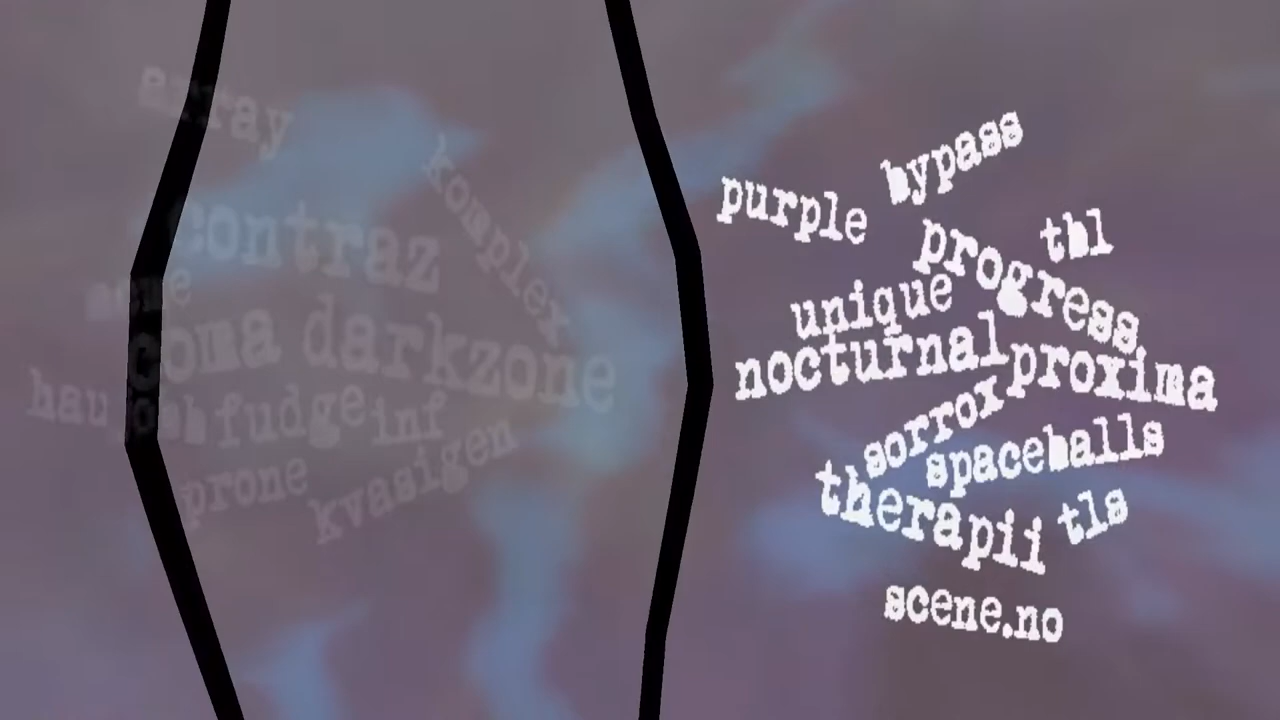 array
komplex
contraz
coma darkzone
fudge
inf
prone
kvasigen
bypass
purple
tbl
progress
unique
nocturnal
proxima
sorrox
spaceballs
therapii
tls
scene.no